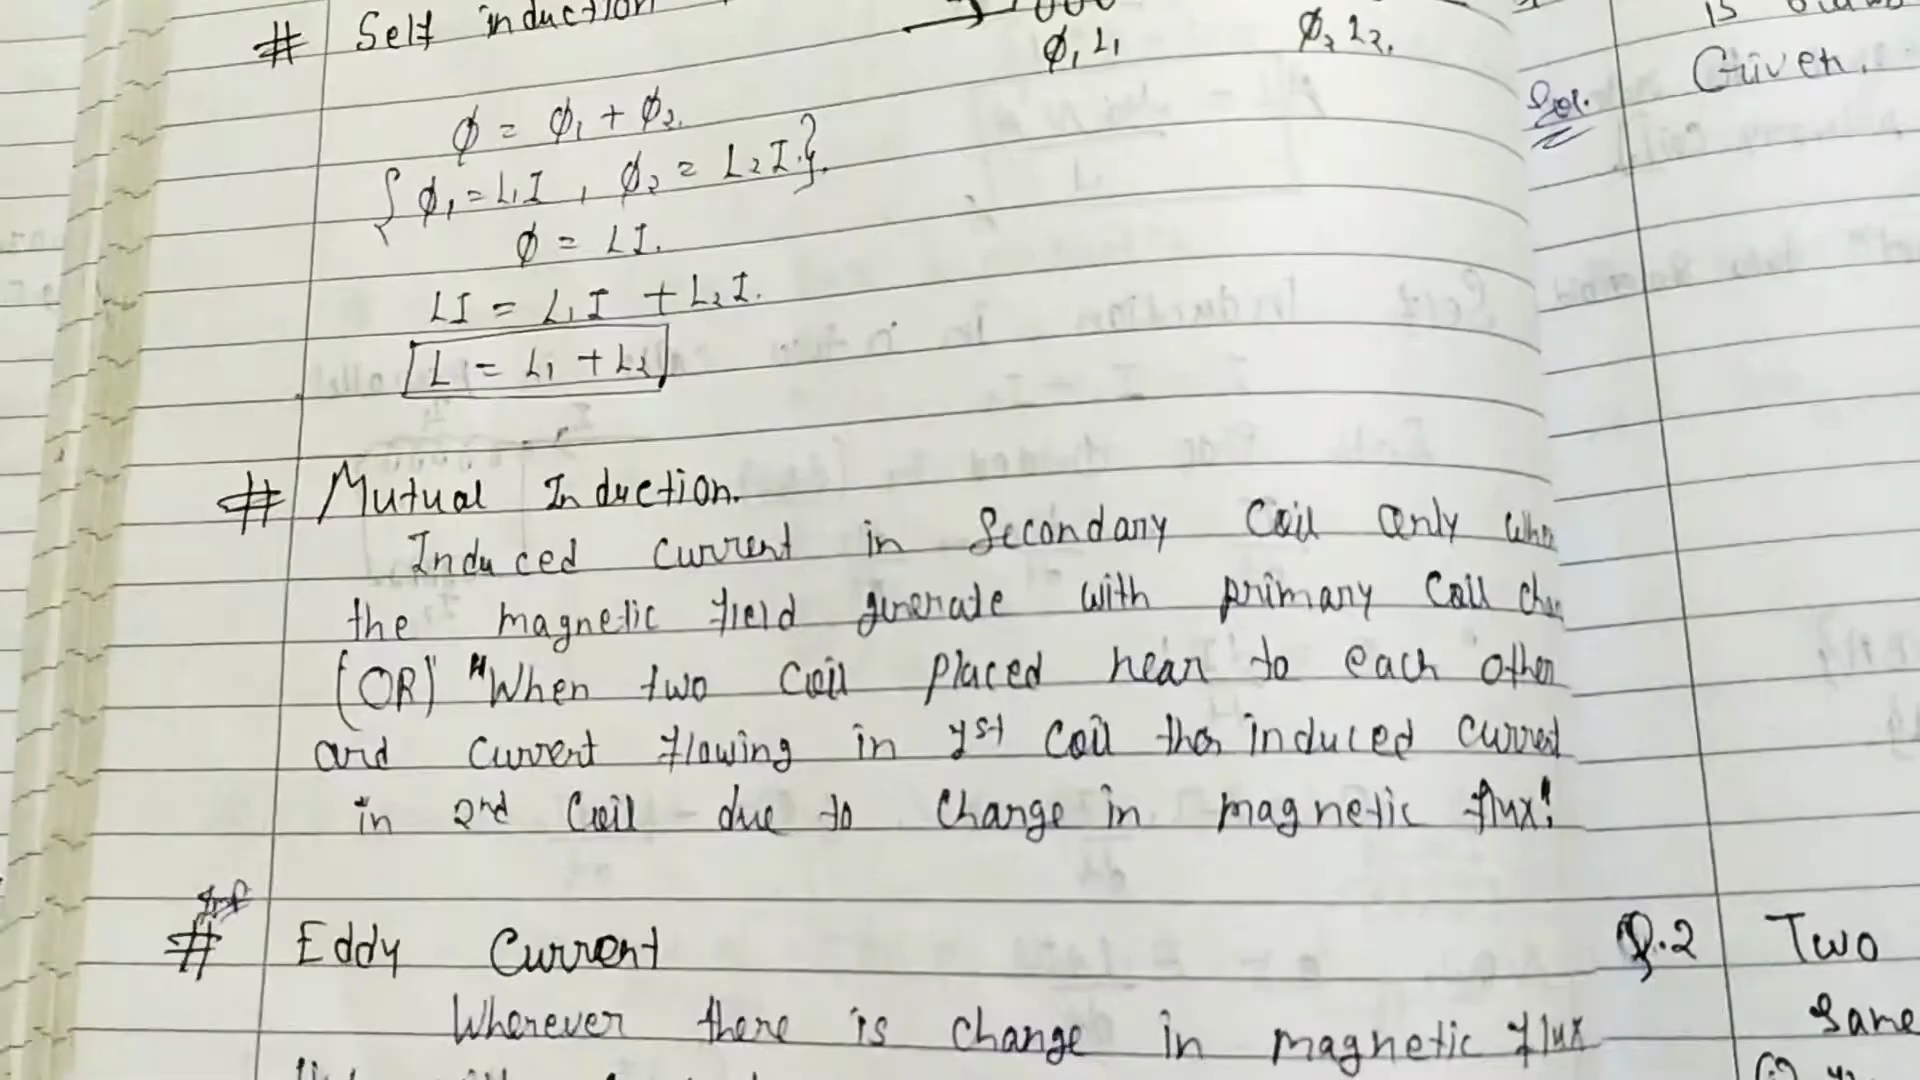 # Self induction
Φ₁ L₁ Φ₂ L₂.
Φ = Φ₁ + Φ₂.
{ Φ₁ = L₁I , Φ₂ = L₂I.}.
Φ = LI.
LI = L₁I + L₂I.
L = L₁ + L₂
# Mutual Induction.
Induced current in Secondary Coil only
the magnetic field generate with primary Coil
(OR) "When two Coil Placed near to each other
and Current flowing in 1st Coil then induced Current
in 2nd Coil due to change in magnetic flux".
Imp
# Eddy Current
Wherever there is change in magnetic flux
is
Given.
Sol.
Q.2 Two
Same